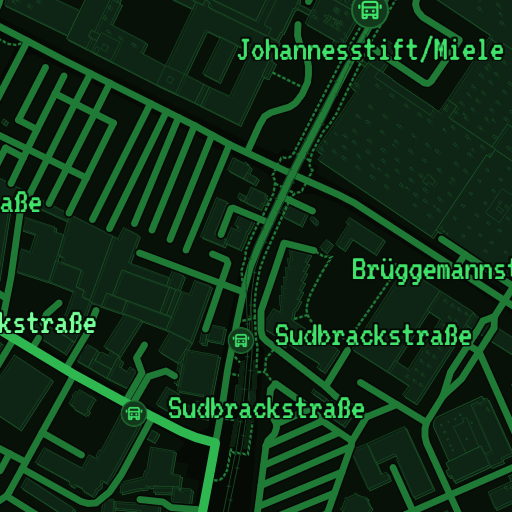 Johannesstift/Miele
aße
Brüggemannst
kstraße
Sudbrackstraße
Sudbrackstraße